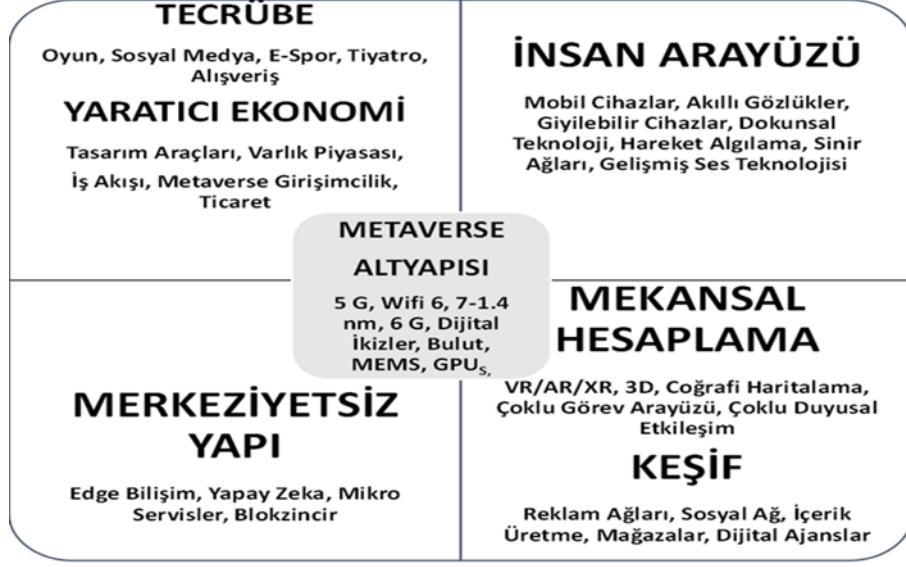 TECRÜBE
Oyun, Sosyal Medya, E-Spor, Tiyatro,
Alışveriş
YARATICI EKONOMİ
Tasarım Araçları, Varlık Piyasası,
İş Akışı, Metaverse Girişimcilik,
Ticaret
İNSAN ARAYÜZÜ
Mobil Cihazlar, Akıllı Gözlükler,
Giyilebilir Cihazlar, Dokunsal
Teknoloji, Hareket Algılama, Sinir
Ağları, Gelişmiş Ses Teknolojisi
METAVERSE
ALTYAPISI
5 G, Wifi 6, 7-1.4
nm, 6 G, Dijital
İkizler, Bulut,
MEMS, GPUs,
MERKEZİYETSİZ
YAPI
Edge Bilişim, Yapay Zeka, Mikro
Servisler, Blokzincir
MEKANSAL
HESAPLAMA
VR/AR/XR, 3D, Coğrafi Haritalama,
Çoklu Görev Arayüzü, Çoklu Duyusal
Etkileşim
KEŞİF
Reklam Ağları, Sosyal Ağ, İçerik
Üretme, Mağazalar, Dijital Ajanslar